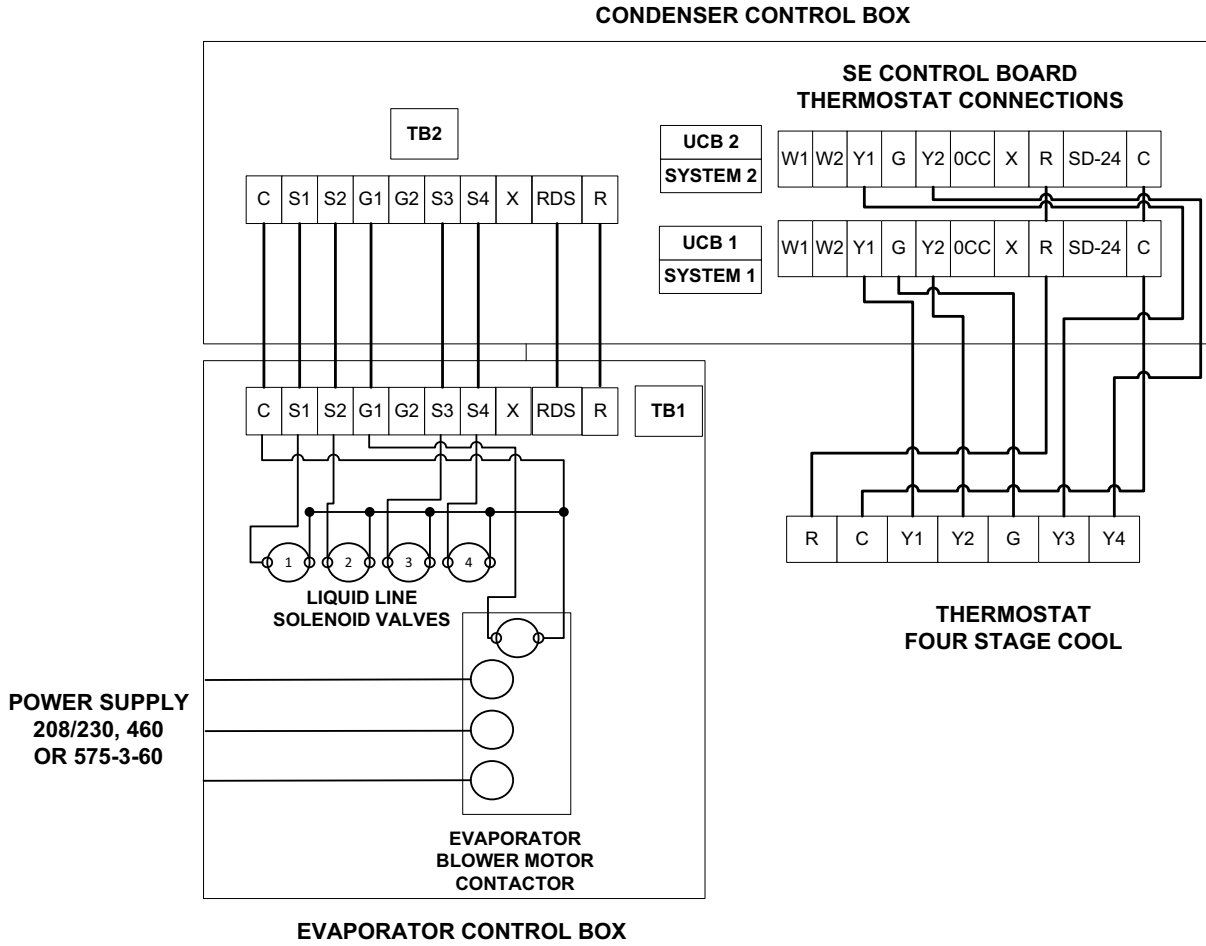 CONDENSER CONTROL BOX
SE CONTROL BOARD
THERMOSTAT CONNECTIONS
TB2
UCB 2
SYSTEM 2
W1 W2 Y1 G Y2 0CC X R SD-24 C
C S1 S2 G1 G2 S3 S4 X RDS R
UCB 1
SYSTEM 1
W1 W2 Y1 G Y2 0CC X R SD-24 C
C S1 S2 G1 G2 S3 S4 X RDS R
TB1
1 2 3 4
LIQUID LINE
SOLENOID VALVES
R C Y1 Y2 G Y3 Y4
THERMOSTAT
FOUR STAGE COOL
POWER SUPPLY
208/230, 460
OR 575-3-60
EVAPORATOR
BLOWER MOTOR
CONTACTOR
EVAPORATOR CONTROL BOX